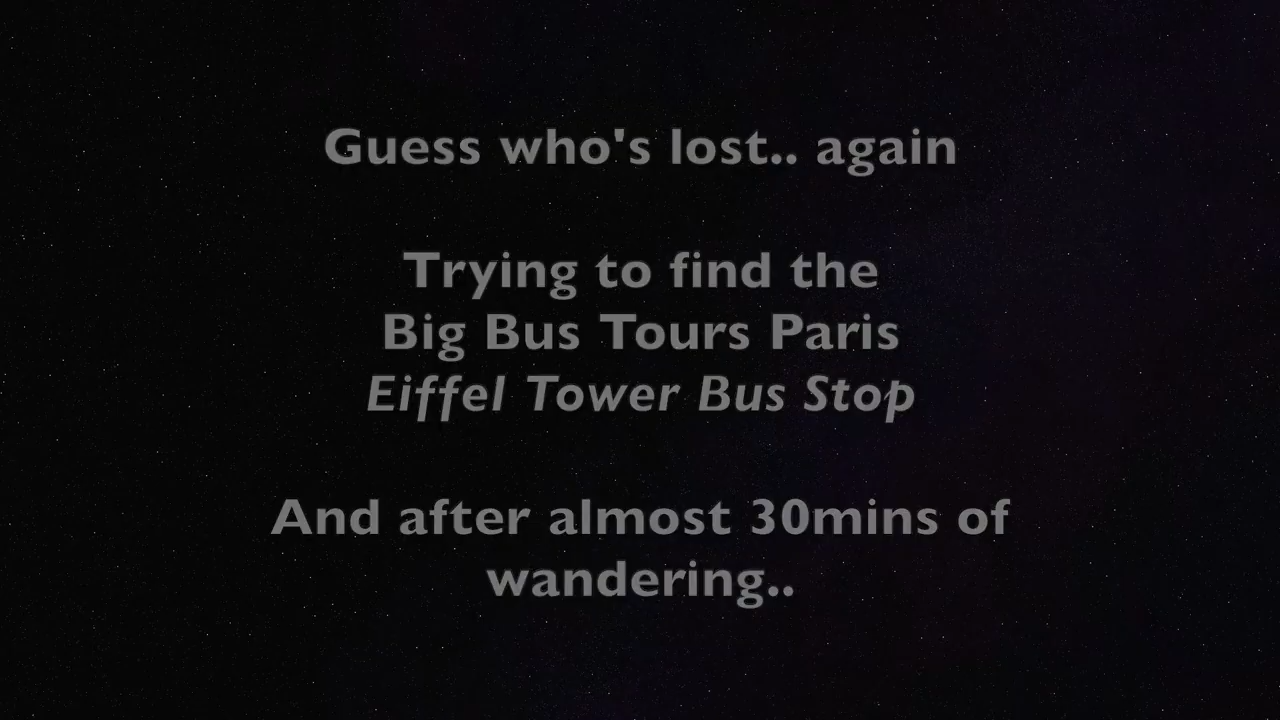 Guess who's lost.. again
Trying to find the
Big Bus Tours Paris
Eiffel Tower Bus Stop
And after almost 30mins of
wandering..